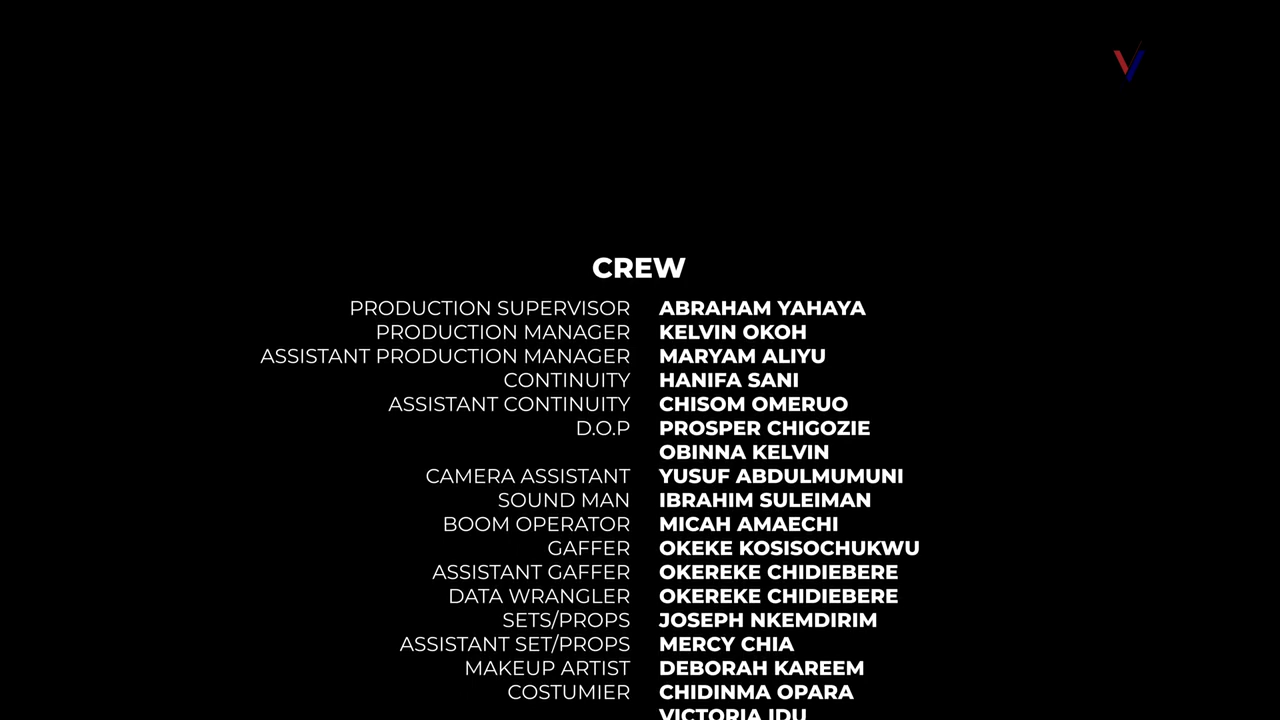 CREW
PRODUCTION SUPERVISOR ABRAHAM YAHAYA
PRODUCTION MANAGER KELVIN OKOH
ASSISTANT PRODUCTION MANAGER MARYAM ALIYU
CONTINUITY HANIFA SANI
ASSISTANT CONTINUITY CHISOM OMERUO
D.O.P PROSPER CHIGOZIE
OBINNA KELVIN
CAMERA ASSISTANT YUSUF ABDULMUMUNI
SOUND MAN IBRAHIM SULEIMAN
BOOM OPERATOR MICAH AMAECHI
GAFFER OKEKE KOSISOCHUKWU
ASSISTANT GAFFER OKEREKE CHIDIEBERE
DATA WRANGLER OKEREKE CHIDIEBERE
SETS/PROPS JOSEPH NKEMDIRIM
ASSISTANT SET/PROPS MERCY CHIA
MAKEUP ARTIST DEBORAH KAREEM
COSTUMIER CHIDINMA OPARA
VICTORIA IDU